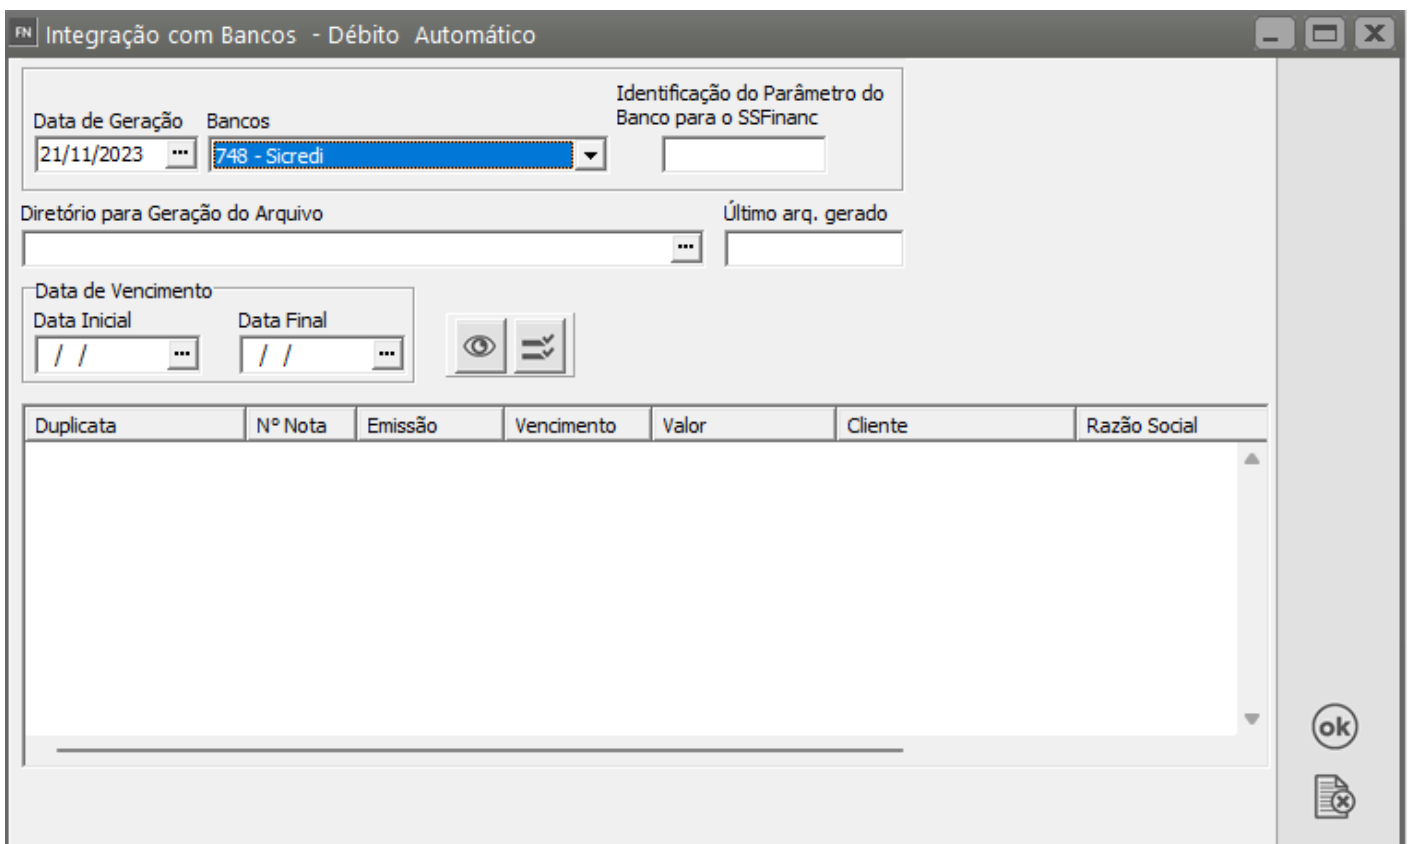 FN Integração com Bancos - Débito Automático
Identificação do Parâmetro do
Banco para o SSFinanc
Data de Geração Bancos
21/11/2023 ... 748 - Sicredi
Diretório para Geração do Arquivo Último arq. gerado
...
Data de Vencimento
Data Inicial Data Final
/ / ... / / ...
Duplicata Nº Nota Emissão Vencimento Valor Cliente Razão Social
ok